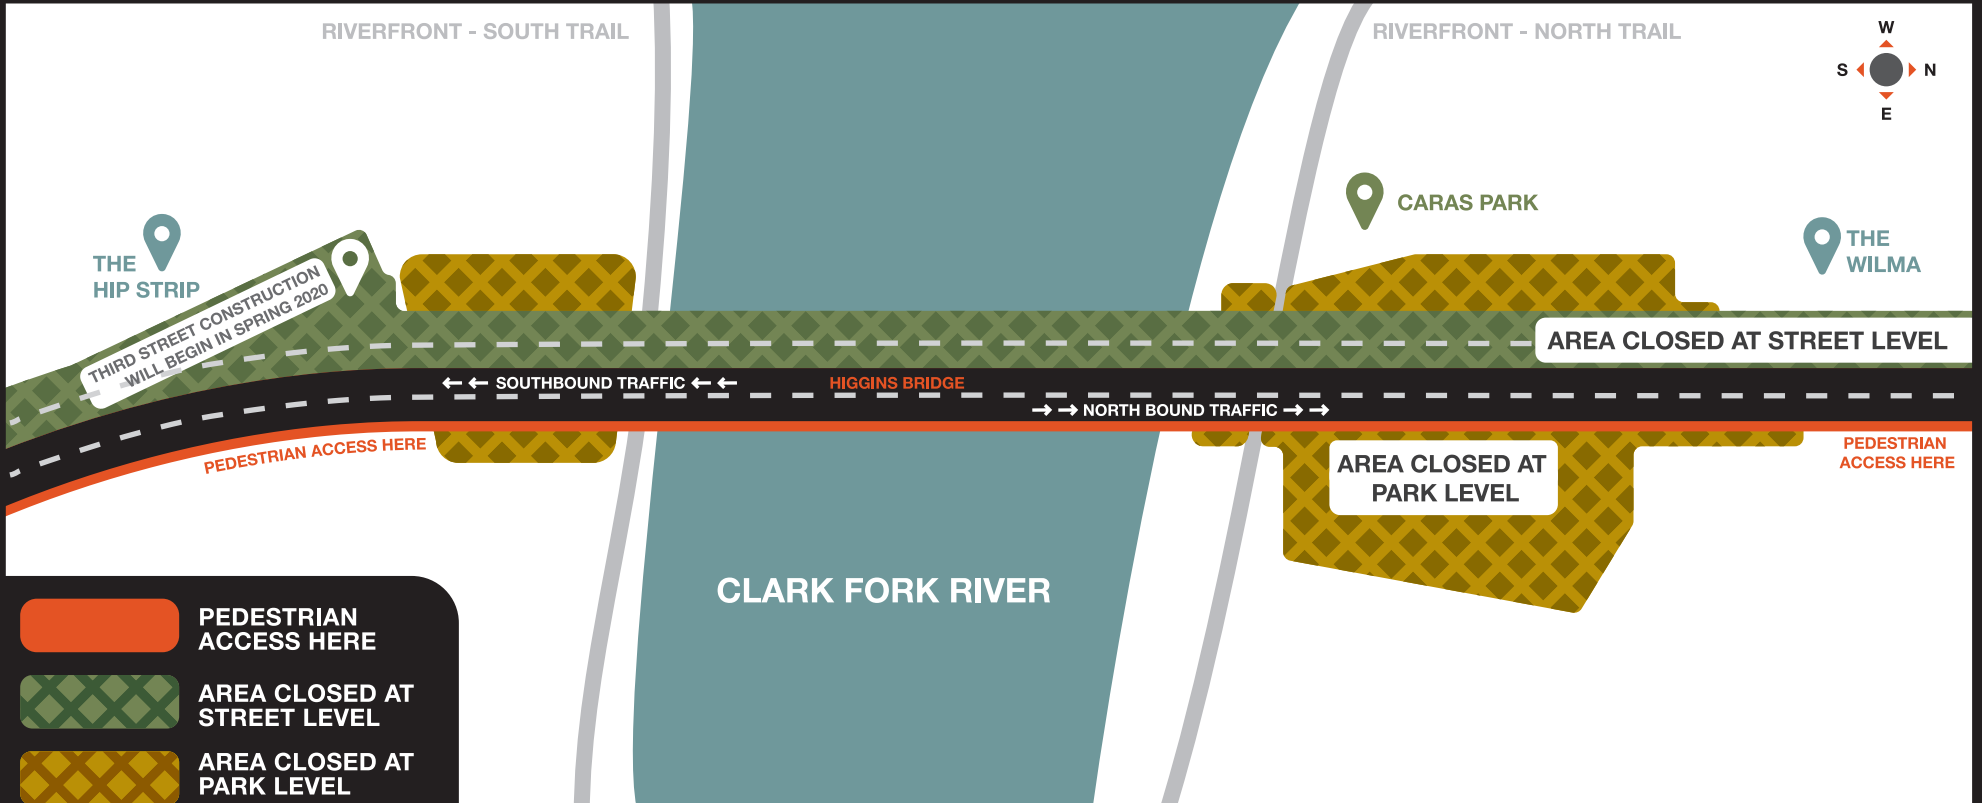 RIVERFRONT - SOUTH TRAIL
RIVERFRONT - NORTH TRAIL
W
S
N
E
CARAS PARK
THE
HIP STRIP
THE
WILMA
THIRD STREET CONSTRUCTION
WILL BEGIN IN SPRING 2020
AREA CLOSED AT STREET LEVEL
SOUTHBOUND TRAFFIC
HIGGINS BRIDGE
NORTH BOUND TRAFFIC
PEDESTRIAN ACCESS HERE
PEDESTRIAN
ACCESS HERE
AREA CLOSED AT
PARK LEVEL
CLARK FORK RIVER
PEDESTRIAN
ACCESS HERE
AREA CLOSED AT
STREET LEVEL
AREA CLOSED AT
PARK LEVEL